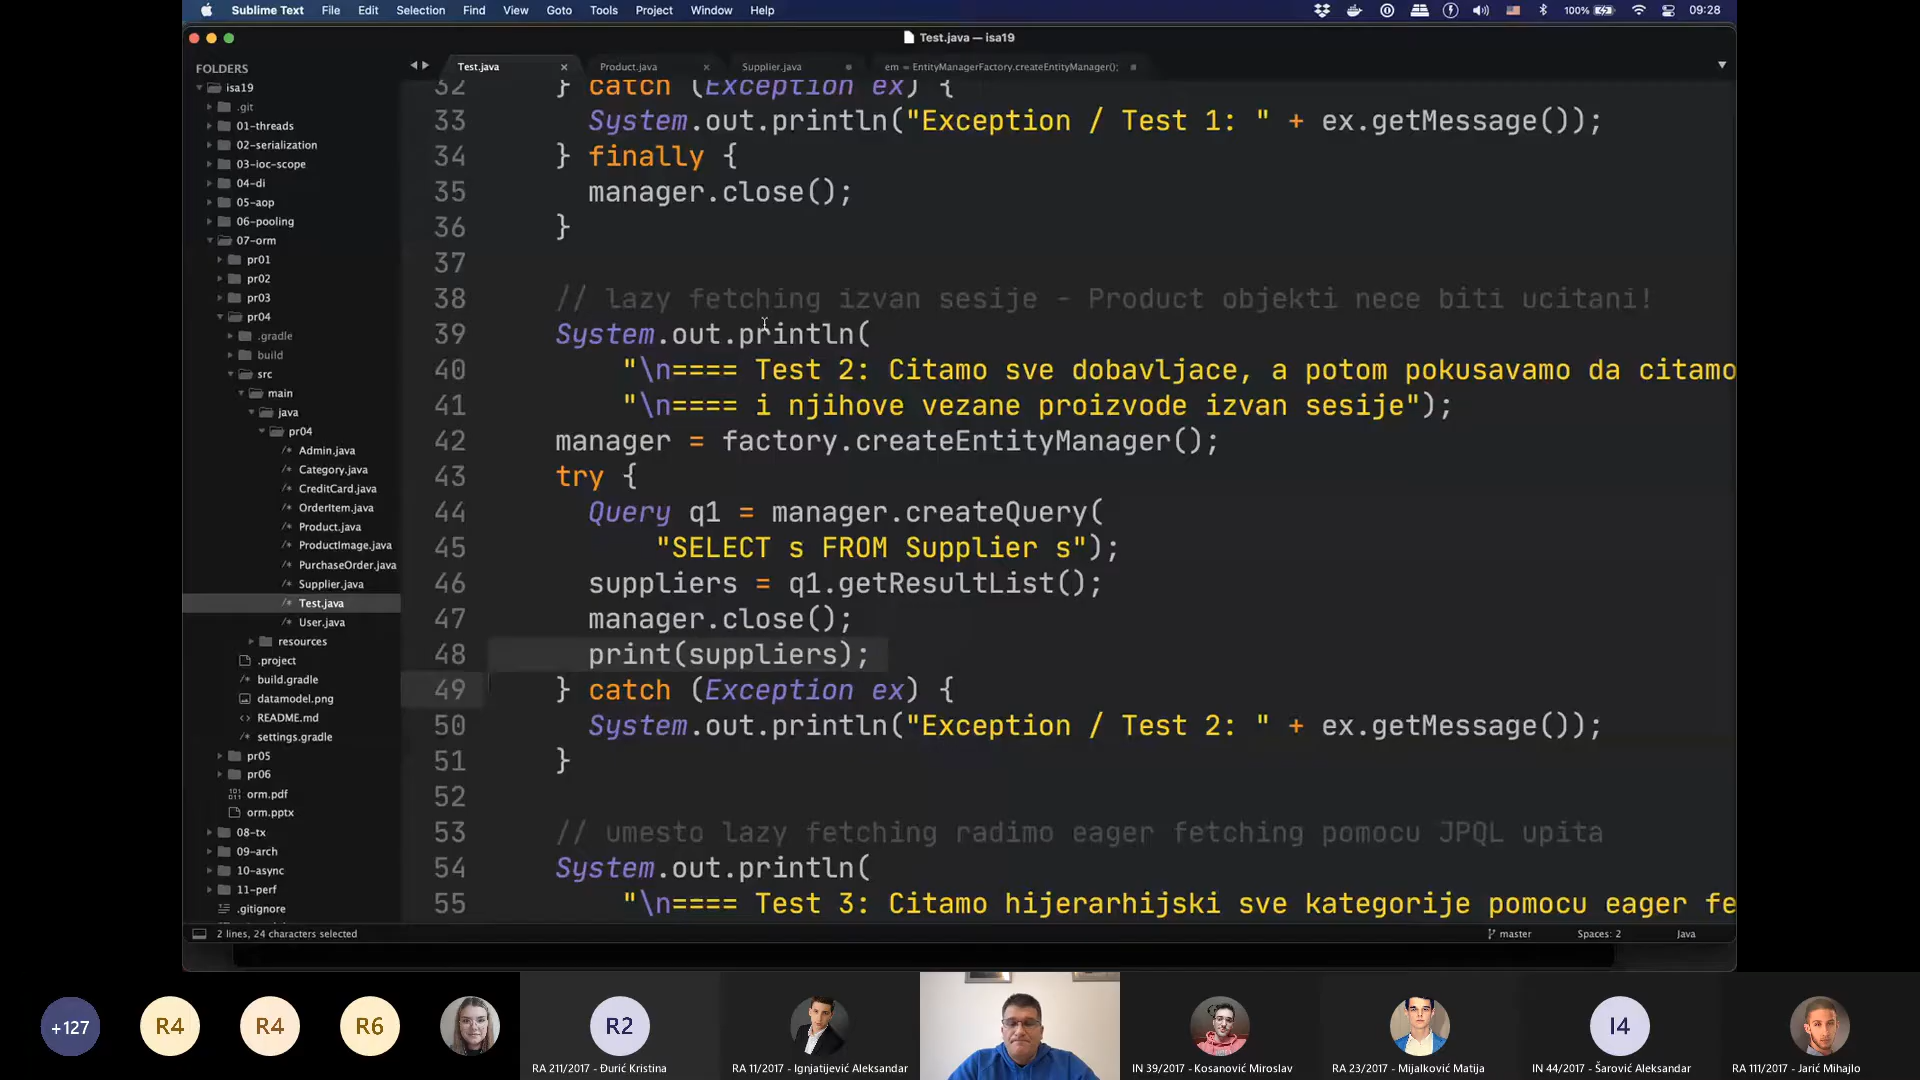 Sublime Text File Edit Selection Find View Goto Tools Project Window Help 100% 09:28
Test.java — isa19
FOLDERS
isa19
.git
01-threads
02-serialization
03-ioc-scope
04-di
05-aop
06-pooling
07-orm
pr01
pr02
pr03
pr04
.gradle
build
src
main
java
pr04
Admin.java
Category.java
CreditCard.java
OrderItem.java
Product.java
ProductImage.java
PurchaseOrder.java
Supplier.java
Test.java
User.java
resources
.project
build.gradle
datamodel.png
README.md
settings.gradle
pr05
pr06
orm.pdf
orm.pptx
08-tx
09-arch
10-async
11-perf
.gitignore
Test.java Product.java Supplier.java em = EntityManagerFactory.createEntityManager();
32 } catch (Exception ex) {
33 System.out.println("Exception / Test 1: " + ex.getMessage());
34 } finally {
35 manager.close();
36 }
37
38 // lazy fetching izvan sesije - Product objekti nece biti ucitani!
39 System.out.println(
40 "\n==== Test 2: Citamo sve dobavljace, a potom pokusavamo da citamo
41 "\n==== i njihove vezane proizvode izvan sesije");
42 manager = factory.createEntityManager();
43 try {
44 Query q1 = manager.createQuery(
45 "SELECT s FROM Supplier s");
46 suppliers = q1.getResultList();
47 manager.close();
48 print(suppliers);
49 } catch (Exception ex) {
50 System.out.println("Exception / Test 2: " + ex.getMessage());
51 }
52
53 // umesto lazy fetching radimo eager fetching pomocu JPQL upita
54 System.out.println(
55 "\n==== Test 3: Citamo hijerarhijski sve kategorije pomocu eager fe
2 lines, 24 characters selected master Spaces: 2 Java
+127 R4 R4 R6 R2 I4
RA 211/2017 - Đurić Kristina RA 11/2017 - Ignjatijević Aleksandar IN 39/2017 - Kosanović Miroslav RA 23/2017 - Mijalković Matija IN 44/2017 - Šarović Aleksandar RA 111/2017 - Jarić Mihajlo